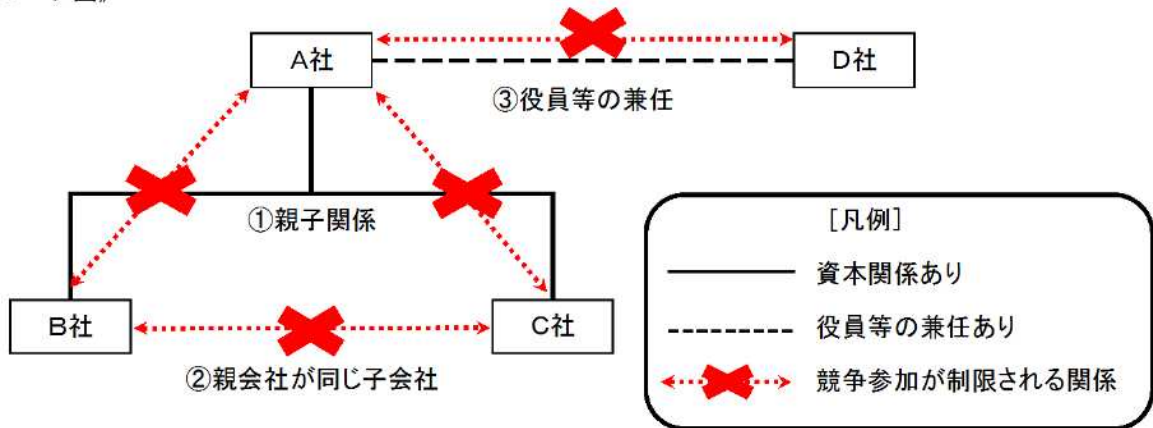 A社
D社
③役員等の兼任
①親子関係
B社
C社
②親会社が同じ子会社
[凡例]
資本関係あり
役員等の兼任あり
競争参加が制限される関係